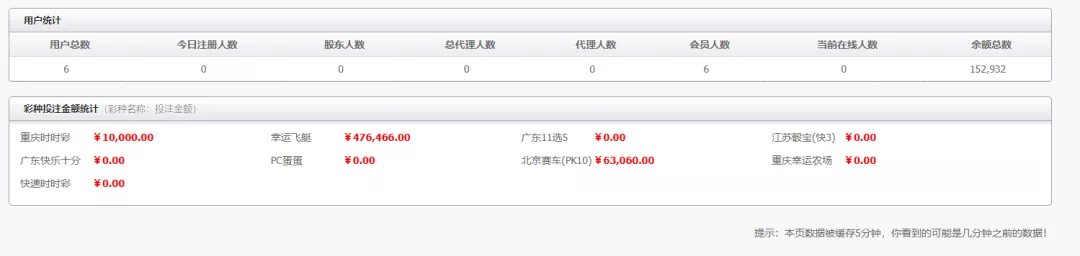 用户统计
用户总数 今日注册人数 股东人数 总代理人数 代理人数 会员人数 当前在线人数 余额总数
6 0 0 0 0 6 0 152,932
彩种投注金额统计（彩种名称：投注金额）
重庆时时彩 ￥10,000.00 幸运飞艇 ￥476,466.00 广东11选5 ￥0.00 江苏骰宝(快3) ￥0.00
广东快乐十分 ￥0.00 PC蛋蛋 ￥0.00 北京赛车(PK10) ￥63,060.00 重庆幸运农场 ￥0.00
快速时时彩 ￥0.00
提示：本页数据被缓存5分钟，你看到的可能是几分钟之前的数据！